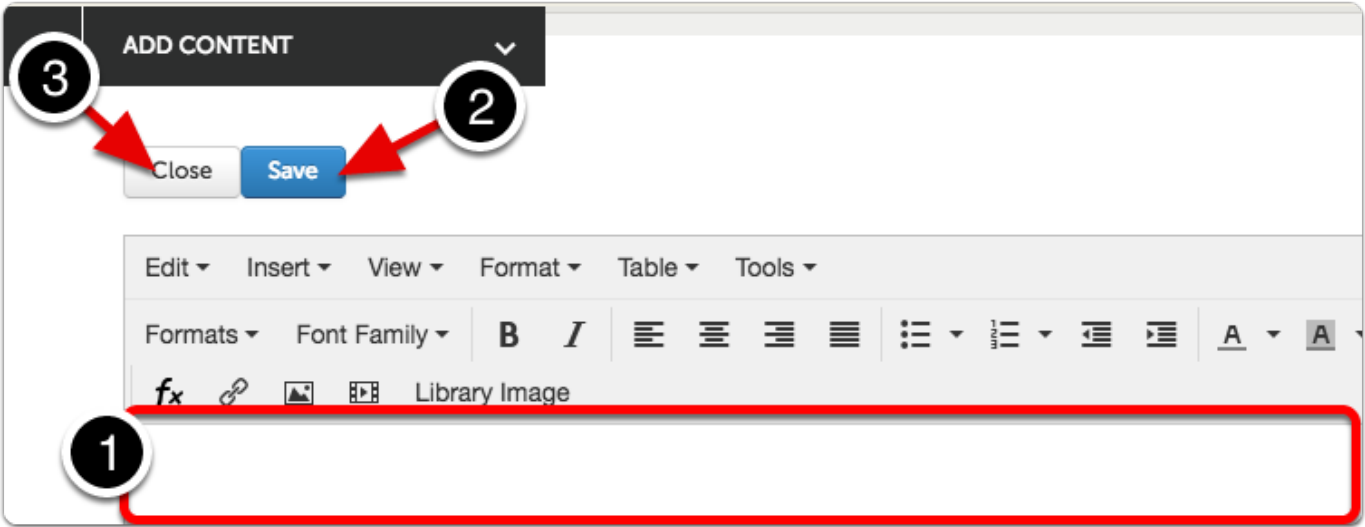 ADD CONTENT
3
2
Close Save
Edit Insert View Format Table Tools
Formats Font Family B I A A
fx Library Image
1